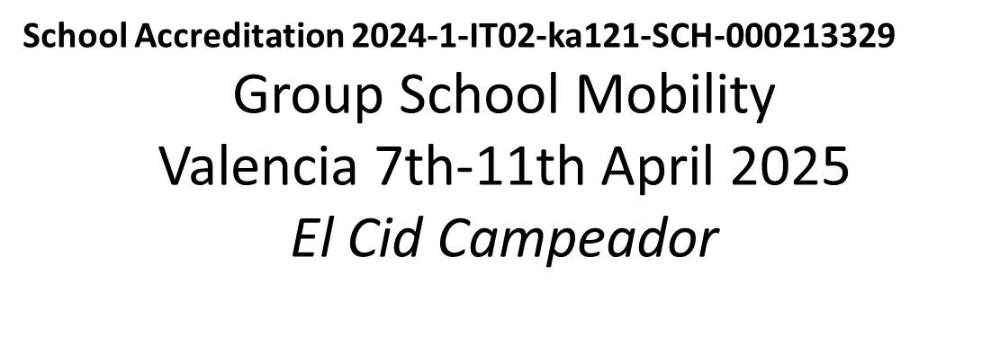 School Accreditation 2024-1-IT02-ka121-SCH-000213329
Group School Mobility
Valencia 7th-11th April 2025
El Cid Campeador